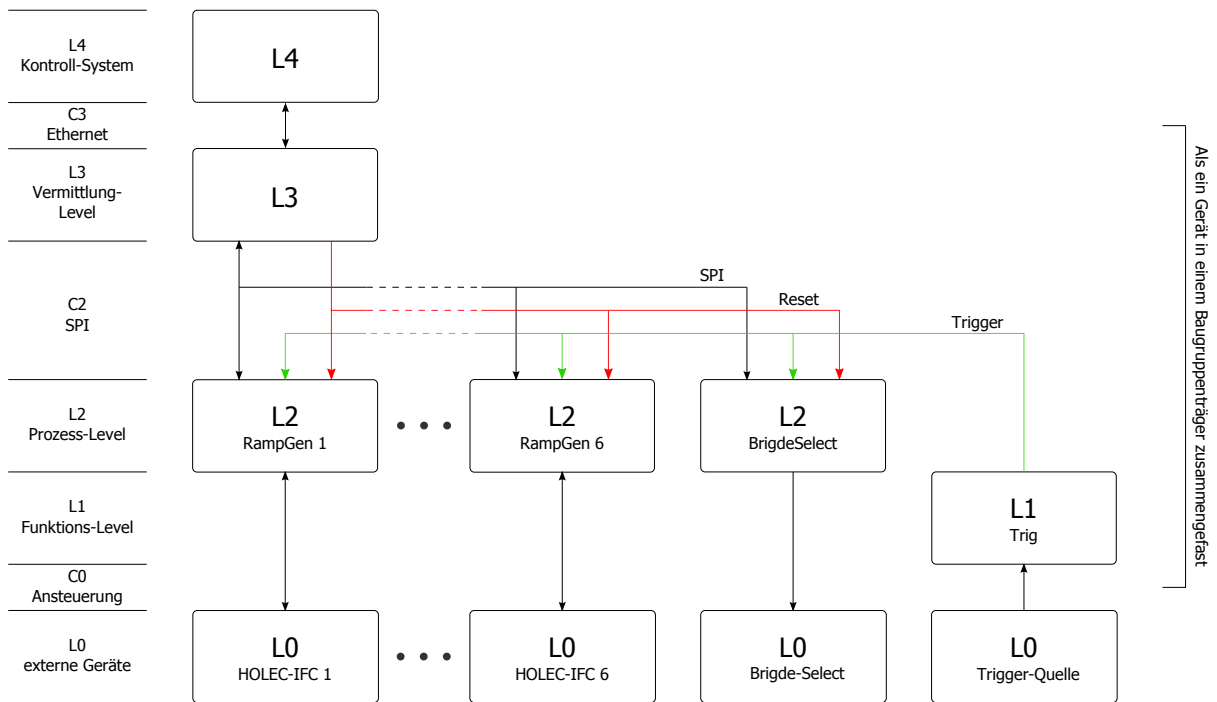 L4
Kontroll-System
L4
C3
Ethernet
L3
Vermittlung-
Level
L3
C2
SPI
SPI
Reset
Trigger
L2
Prozess-Level
L2
RampGen 1
L2
RampGen 6
L2
BrigdeSelect
L1
Funktions-Level
L1
Trig
C0
Ansteuerung
L0
externe Geräte
L0
HOLEC-IFC 1
L0
HOLEC-IFC 6
L0
Brigde-Select
L0
Trigger-Quelle
Als ein Gerät in einem Baugruppenträger zusammengefast